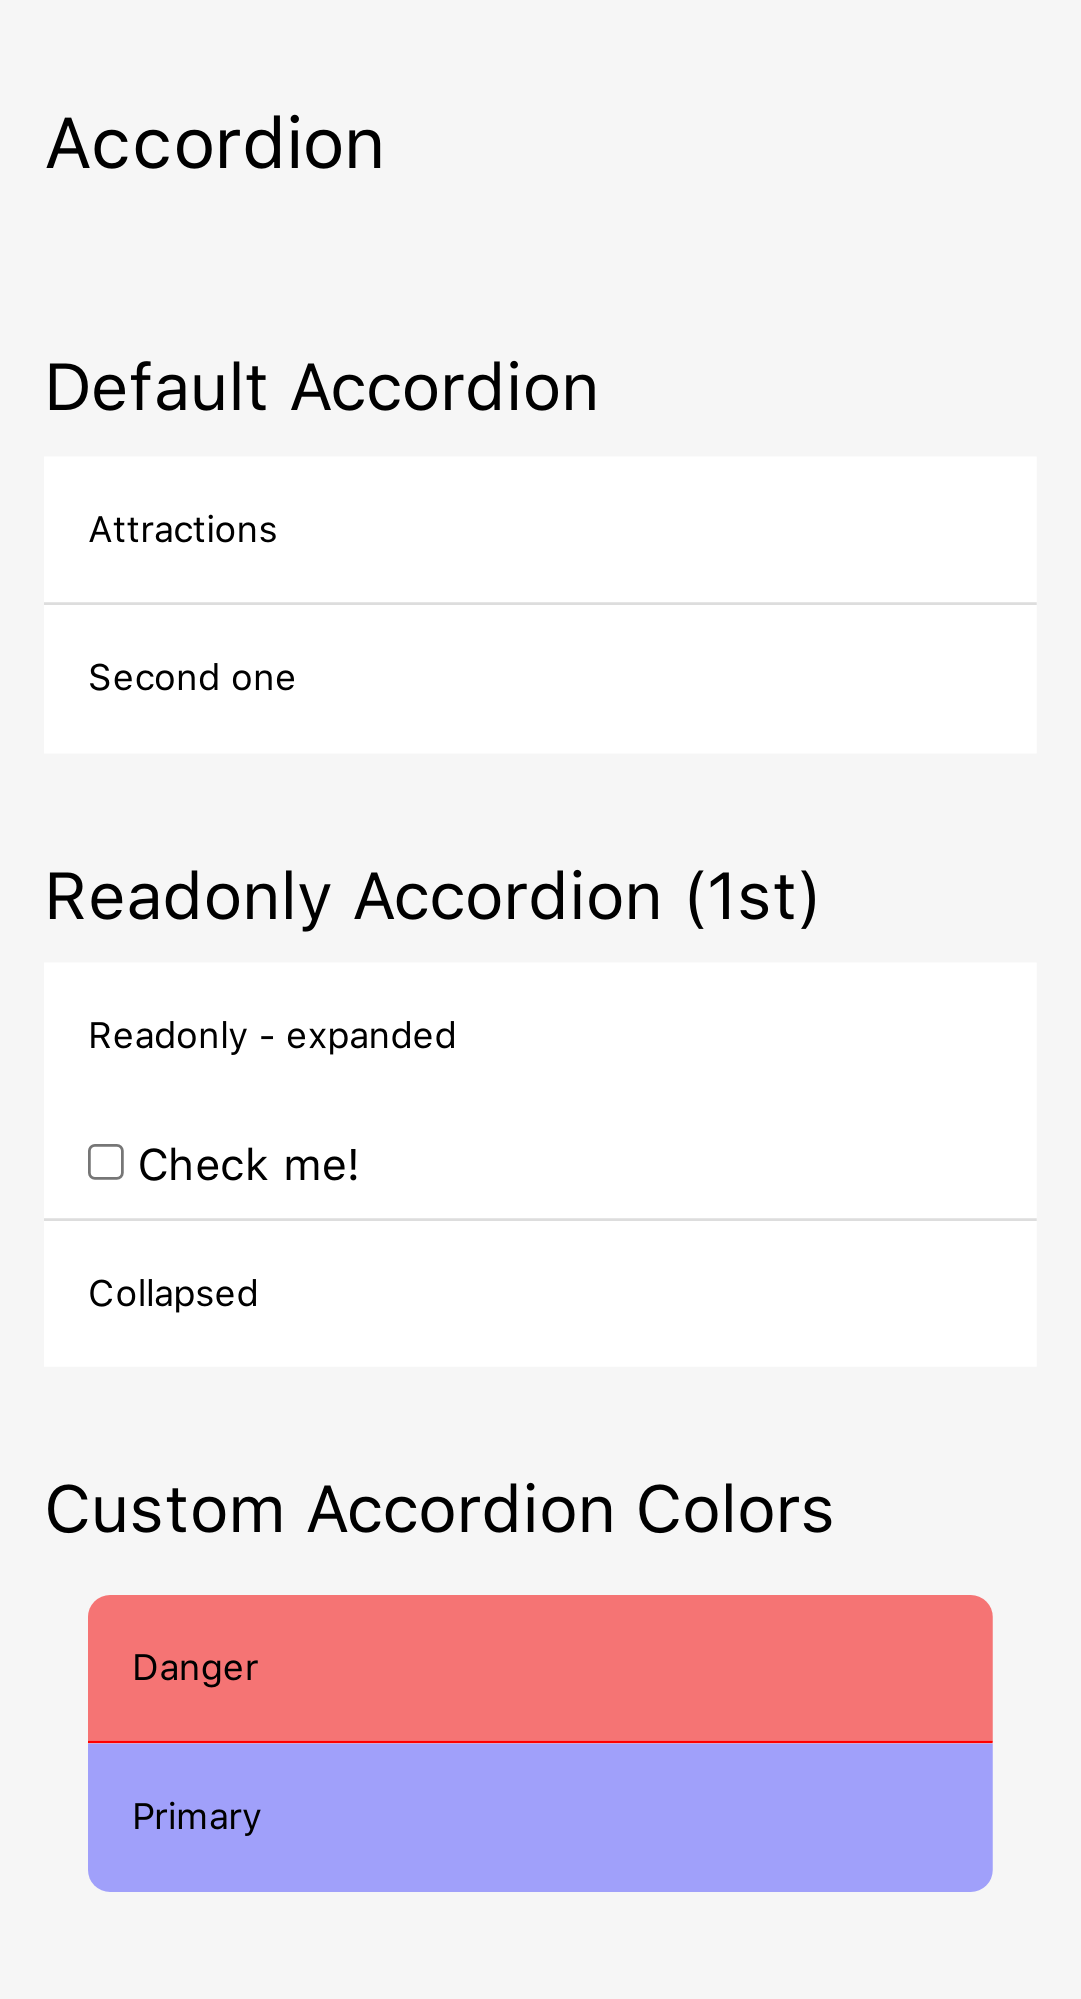 Accordion
Default Accordion
Attractions
Second one
Readonly Accordion (1st)
Readonly - expanded
Check me!
Collapsed
Custom Accordion Colors
Danger
Primary